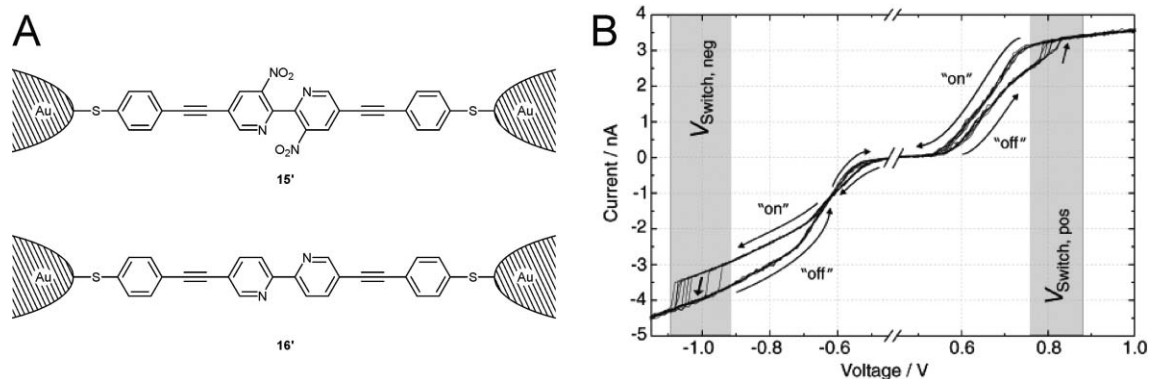 A
NO₂
Au
S
N
N
O₂N
S
Au
15'
Au
S
N
N
S
Au
16'
B
Current / nA
4
3
2
1
0
-1
-2
-3
-4
-5
V Switch, neg
"on"
"off"
"on"
"off"
V Switch, pos
-1.0
-0.8
-0.6
0.6
0.8
1.0
Voltage / V